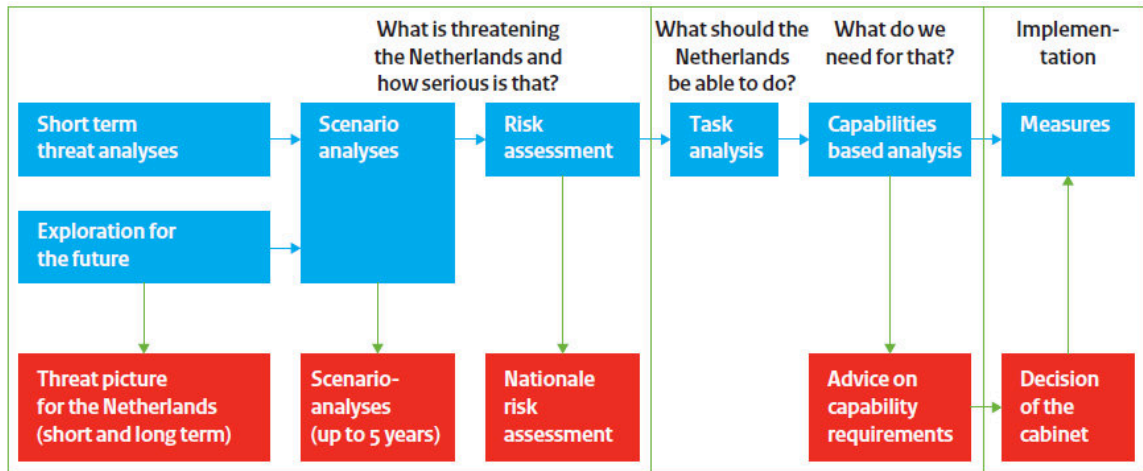 What is threatening
the Netherlands and
how serious is that?
What should the
Netherlands
be able to do?
What do we
need for that?
Implemen-
tation
Short term
threat analyses
Scenario
analyses
Risk
assessment
Task
analysis
Capabilities
based analysis
Measures
Exploration for
the future
Threat picture
for the Netherlands
(short and long term)
Scenario-
analyses
(up to 5 years)
Nationale
risk
assessment
Advice on
capability
requirements
Decision
of the
cabinet